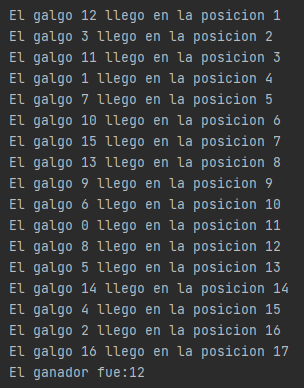 El galgo 12 llego en la posicion 1
El galgo 3 llego en la posicion 2
El galgo 11 llego en la posicion 3
El galgo 1 llego en la posicion 4
El galgo 7 llego en la posicion 5
El galgo 10 llego en la posicion 6
El galgo 15 llego en la posicion 7
El galgo 13 llego en la posicion 8
El galgo 9 llego en la posicion 9
El galgo 6 llego en la posicion 10
El galgo 0 llego en la posicion 11
El galgo 8 llego en la posicion 12
El galgo 5 llego en la posicion 13
El galgo 14 llego en la posicion 14
El galgo 4 llego en la posicion 15
El galgo 2 llego en la posicion 16
El galgo 16 llego en la posicion 17
El ganador fue:12